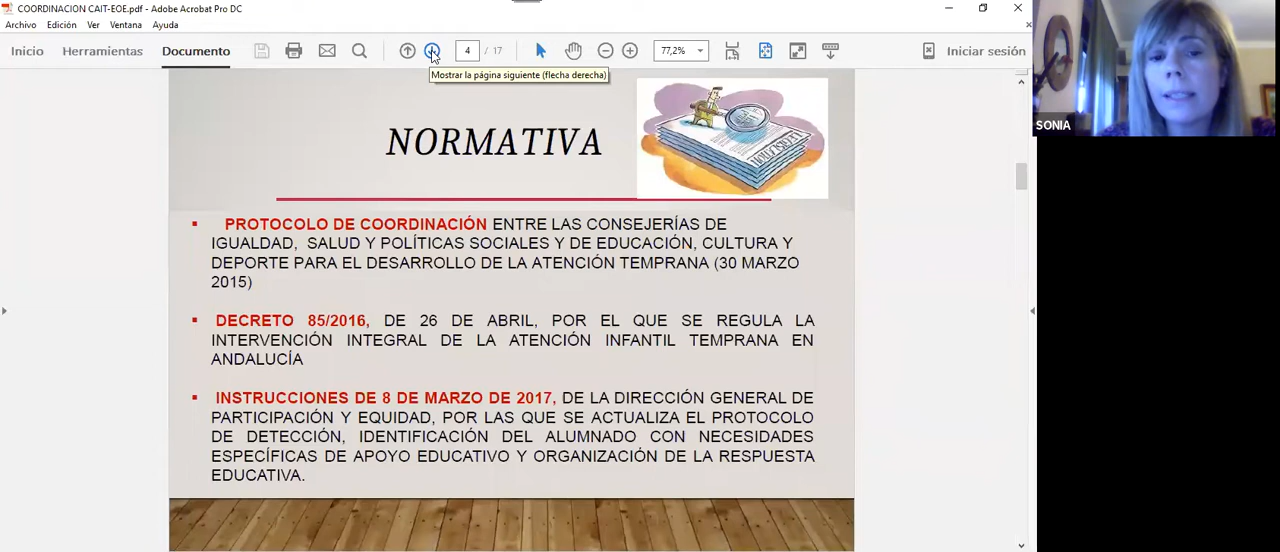 COORDINACION CAIT-EOE.pdf - Adobe Acrobat Pro DC
Archivo Edición Ver Ventana Ayuda
Inicio Herramientas Documento 4 / 17 77,2% Iniciar sesión
Mostrar la página siguiente (flecha derecha)
SONIA
NORMATIVA
LEGISLACION
▪ PROTOCOLO DE COORDINACIÓN ENTRE LAS CONSEJERÍAS DE
IGUALDAD, SALUD Y POLÍTICAS SOCIALES Y DE EDUCACIÓN, CULTURA Y
DEPORTE PARA EL DESARROLLO DE LA ATENCIÓN TEMPRANA (30 MARZO
2015)
▪ DECRETO 85/2016, DE 26 DE ABRIL, POR EL QUE SE REGULA LA
INTERVENCIÓN INTEGRAL DE LA ATENCIÓN INFANTIL TEMPRANA EN
ANDALUCÍA
▪ INSTRUCCIONES DE 8 DE MARZO DE 2017, DE LA DIRECCIÓN GENERAL DE
PARTICIPACIÓN Y EQUIDAD, POR LAS QUE SE ACTUALIZA EL PROTOCOLO
DE DETECCIÓN, IDENTIFICACIÓN DEL ALUMNADO CON NECESIDADES
ESPECÍFICAS DE APOYO EDUCATIVO Y ORGANIZACIÓN DE LA RESPUESTA
EDUCATIVA.